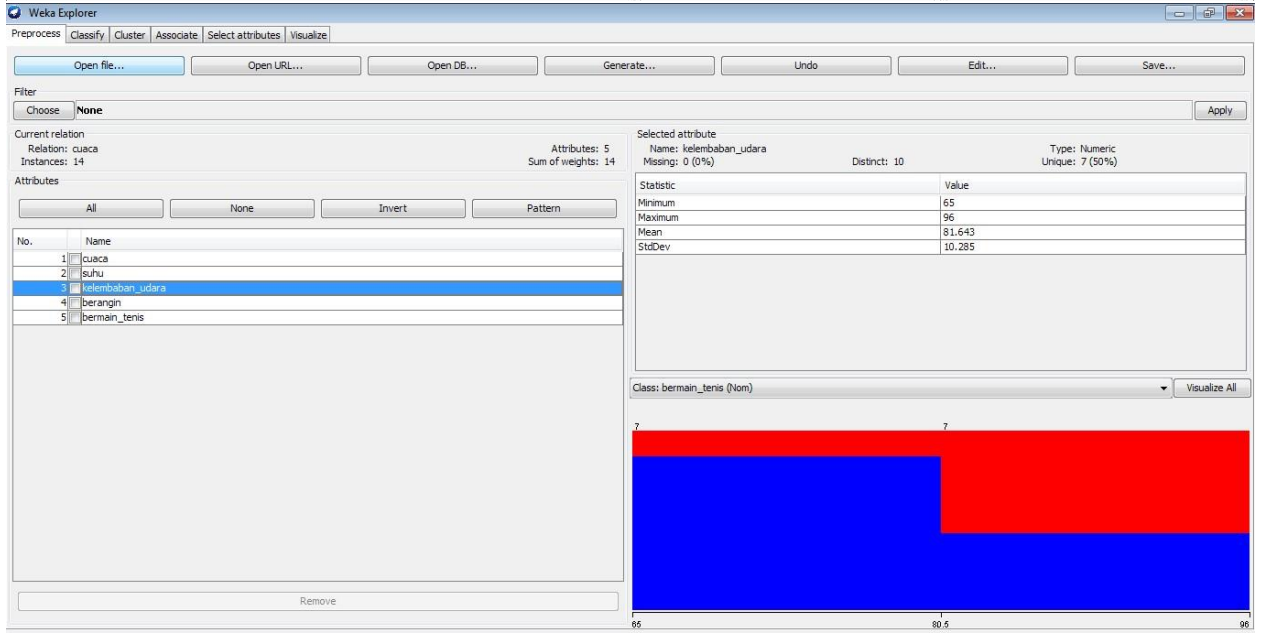 Weka Explorer
Preprocess Classify Cluster Associate Select attributes Visualize
Open file... Open URL... Open DB... Generate... Undo Edit... Save...
Filter
Choose None Apply
Current relation
Relation: cuaca Attributes: 5
Instances: 14 Sum of weights: 14
Attributes
All None Invert Pattern
No. Name
1 cuaca
2 suhu
3 kelembaban_udara
4 berangin
5 bermain_tenis
Remove
Selected attribute
Name: kelembaban_udara Type: Numeric
Missing: 0 (0%) Distinct: 10 Unique: 7 (50%)
Statistic Value
Minimum 65
Maximum 96
Mean 81.643
StdDev 10.285
Class: bermain_tenis (Nom) Visualize All
7 7
65 80.5 96